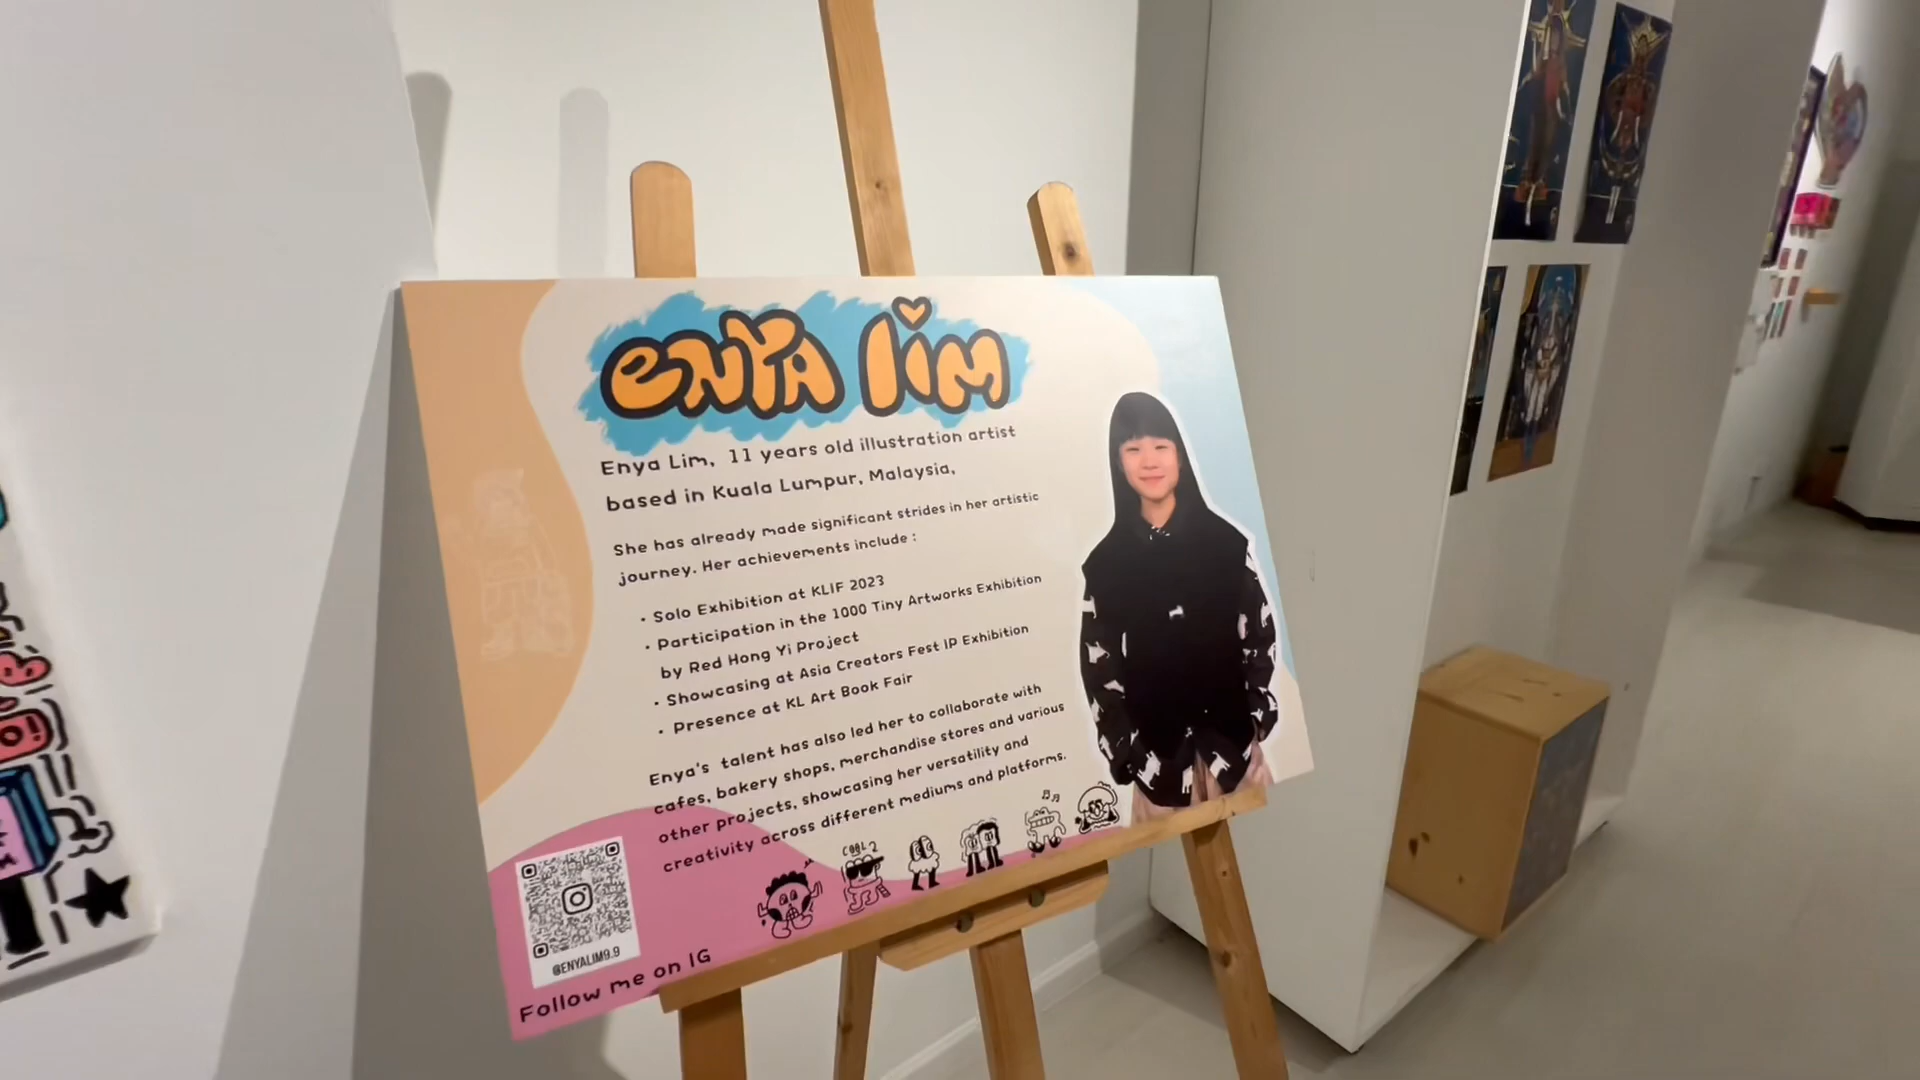 ENYA LIM
Enya Lim, 11 years old illustration artist
based in Kuala Lumpur, Malaysia,
She has already made significant strides in her artistic
journey. Her achievements include :
• Solo Exhibition at KLIF 2023
• Participation in the 1000 Tiny Artworks Exhibition
by Red Hong Yi Project
• Showcasing at Asia Creators Fest IP Exhibition
• Presence at KL Art Book Fair
Enya's talent has also led her to collaborate with
cafes, bakery shops, merchandise stores and various
other projects, showcasing her versatility and
creativity across different mediums and platforms.
COOL 2
@ENYALIM9.9
Follow me on IG